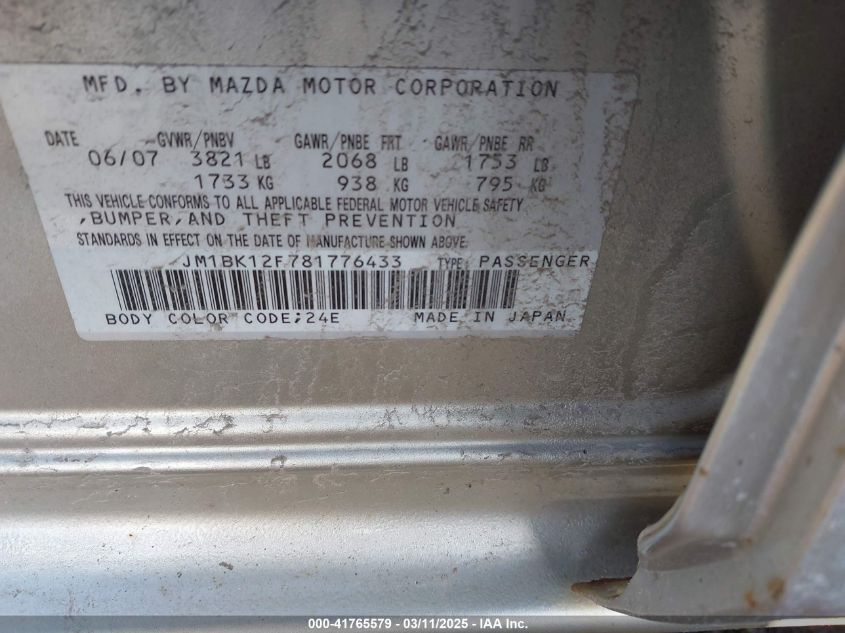 MFD. BY MAZDA MOTOR CORPORATION
DATE GVWR/PNBV GAWR/PNBE FRT GAWR/PNBE RR
06/07 3821 LB 2068 LB 1753 LB
1733 KG 938 KG 795 KG
THIS VEHICLE CONFORMS TO ALL APPLICABLE FEDERAL MOTOR VEHICLE SAFETY
,BUMPER,AND THEFT PREVENTION
STANDARDS IN EFFECT ON THE DATE OF MANUFACTURE SHOWN ABOVE.
JM1BK12F781776433 TYPE: PASSENGER
BODY COLOR CODE;24E MADE IN JAPAN
000-41765579 - 03/11/2025 - IAA Inc.